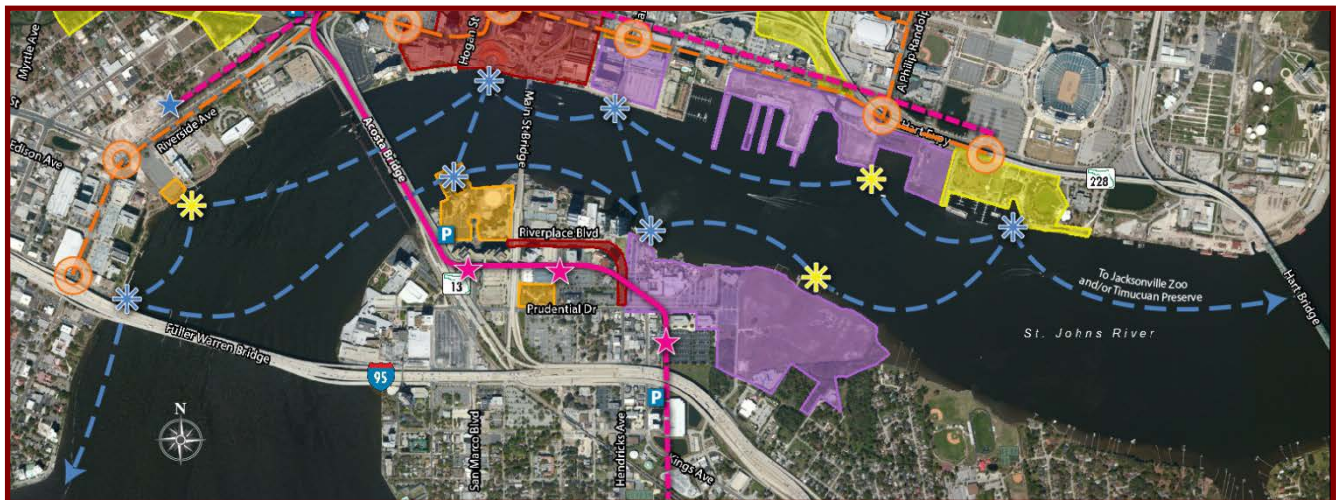 P
Hogan St
Myrtle Ave
A Philip Randolph
St
Riverside Ave
Edison Ave
Acosta Bridge
Main St Bridge
Hart Expy
228
P
Riverplace Blvd
13
Prudential Dr
To Jacksonville Zoo
and/or Timucuan Preserve
Hart Bridge
St. Johns River
Fuller Warren Bridge
95
P
N
San Marco Blvd
Hendricks Ave
Kings Ave